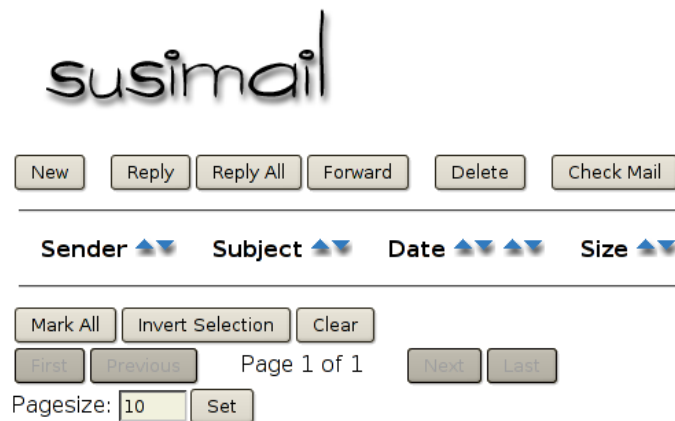 susimail
New Reply Reply All Forward Delete Check Mail
Sender Subject Date Size
Mark All Invert Selection Clear
First Previous Page 1 of 1 Next Last
Pagesize: 10 Set